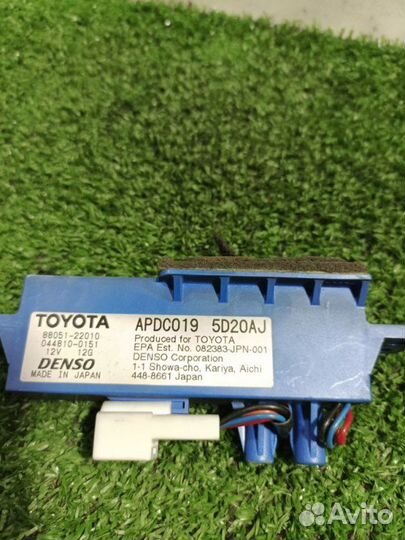 TOYOTA
88051-22010
044810-0151
12V 12G
DENSO
MADE IN JAPAN
APDC019 5D20AJ
Produced for TOYOTA
EPA Est. No. 082383-JPN-001
DENSO Corporation
1-1 Showa-cho, Kariya, Aichi
448-8661 Japan
Avito